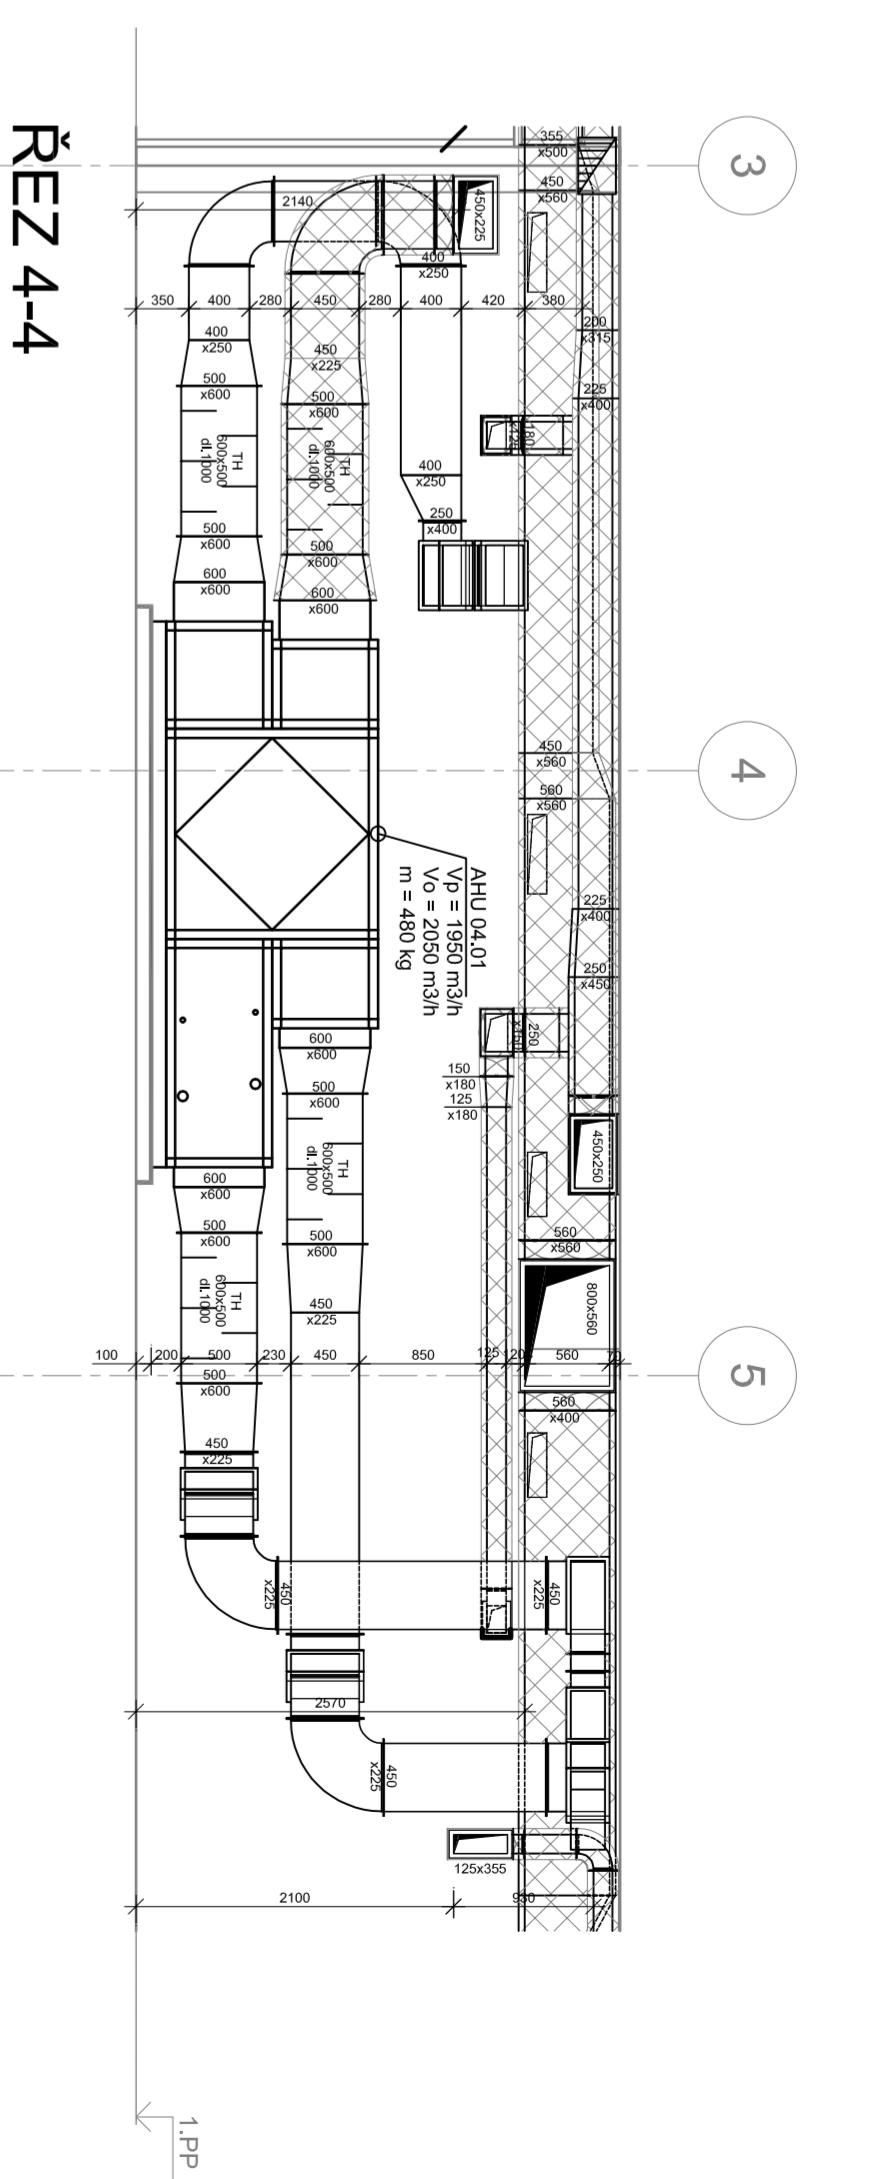 ŘEZ 4-4
3
4
5
1.PP
AHU 04.01
Vp = 1950 m3/h
Vo = 2050 m3/h
m = 480 kg
355
x500
450
x560
2140
450x225
400
x250
350
400
280
450
280
400
420
380
400
x250
450
x225
200
x315
225
x400
500
x600
500
x600
180
x125
TH
600x500
dl.1000
TH
600x500
dl.1000
400
x250
250
x400
500
x600
500
x600
600
x600
600
x600
450
x560
560
x560
225
x400
250
x450
250
x150
600
x600
150
x180
125
x180
500
x600
450x250
TH
600x500
dl.1000
600
x600
500
x600
560
x560
TH
600x500
dl.1000
450
x225
800x560
100
200
500
230
450
850
125
120
560
70
500
x600
560
x400
450
x225
450
x225
450
x225
2570
450
x225
125x355
2100
930